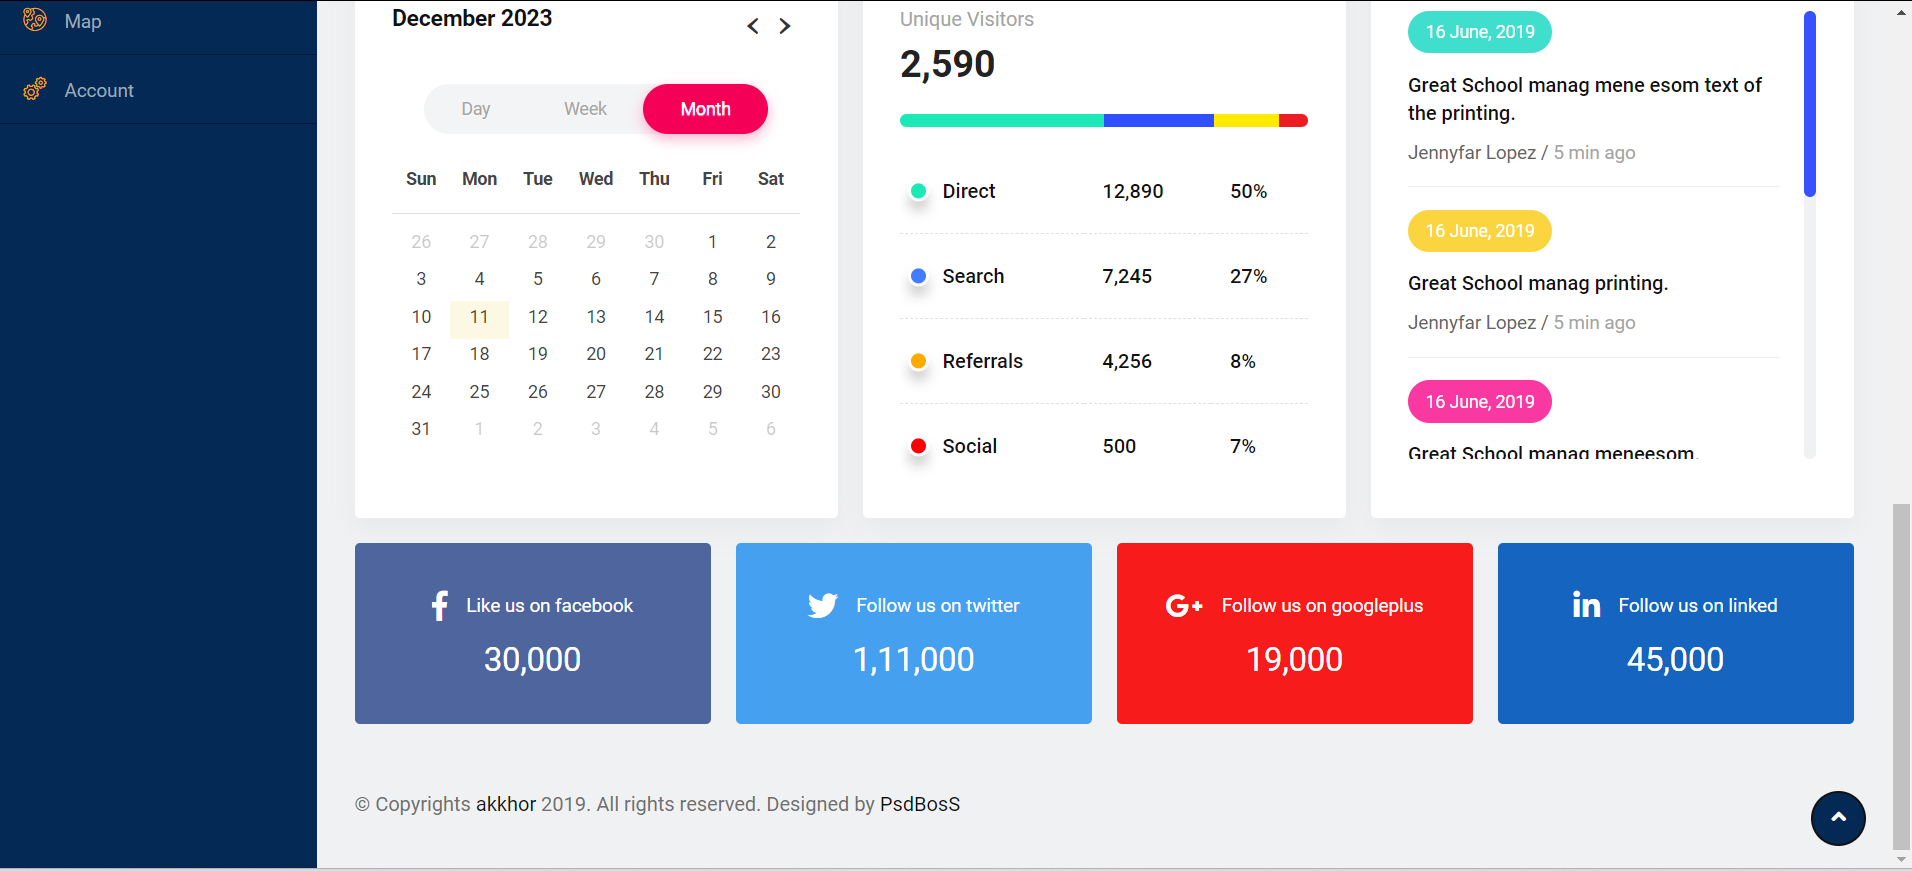 Map
Account
December 2023
Day Week Month
Sun Mon Tue Wed Thu Fri Sat
26 27 28 29 30 1 2
3 4 5 6 7 8 9
10 11 12 13 14 15 16
17 18 19 20 21 22 23
24 25 26 27 28 29 30
31 1 2 3 4 5 6
Unique Visitors
2,590
Direct 12,890 50%
Search 7,245 27%
Referrals 4,256 8%
Social 500 7%
16 June, 2019
Great School manag mene esom text of
the printing.
Jennyfar Lopez / 5 min ago
16 June, 2019
Great School manag printing.
Jennyfar Lopez / 5 min ago
16 June, 2019
Great School manag meneesom.
Like us on facebook
30,000
Follow us on twitter
1,11,000
G+ Follow us on googleplus
19,000
in Follow us on linked
45,000
© Copyrights akkhor 2019. All rights reserved. Designed by PsdBosS